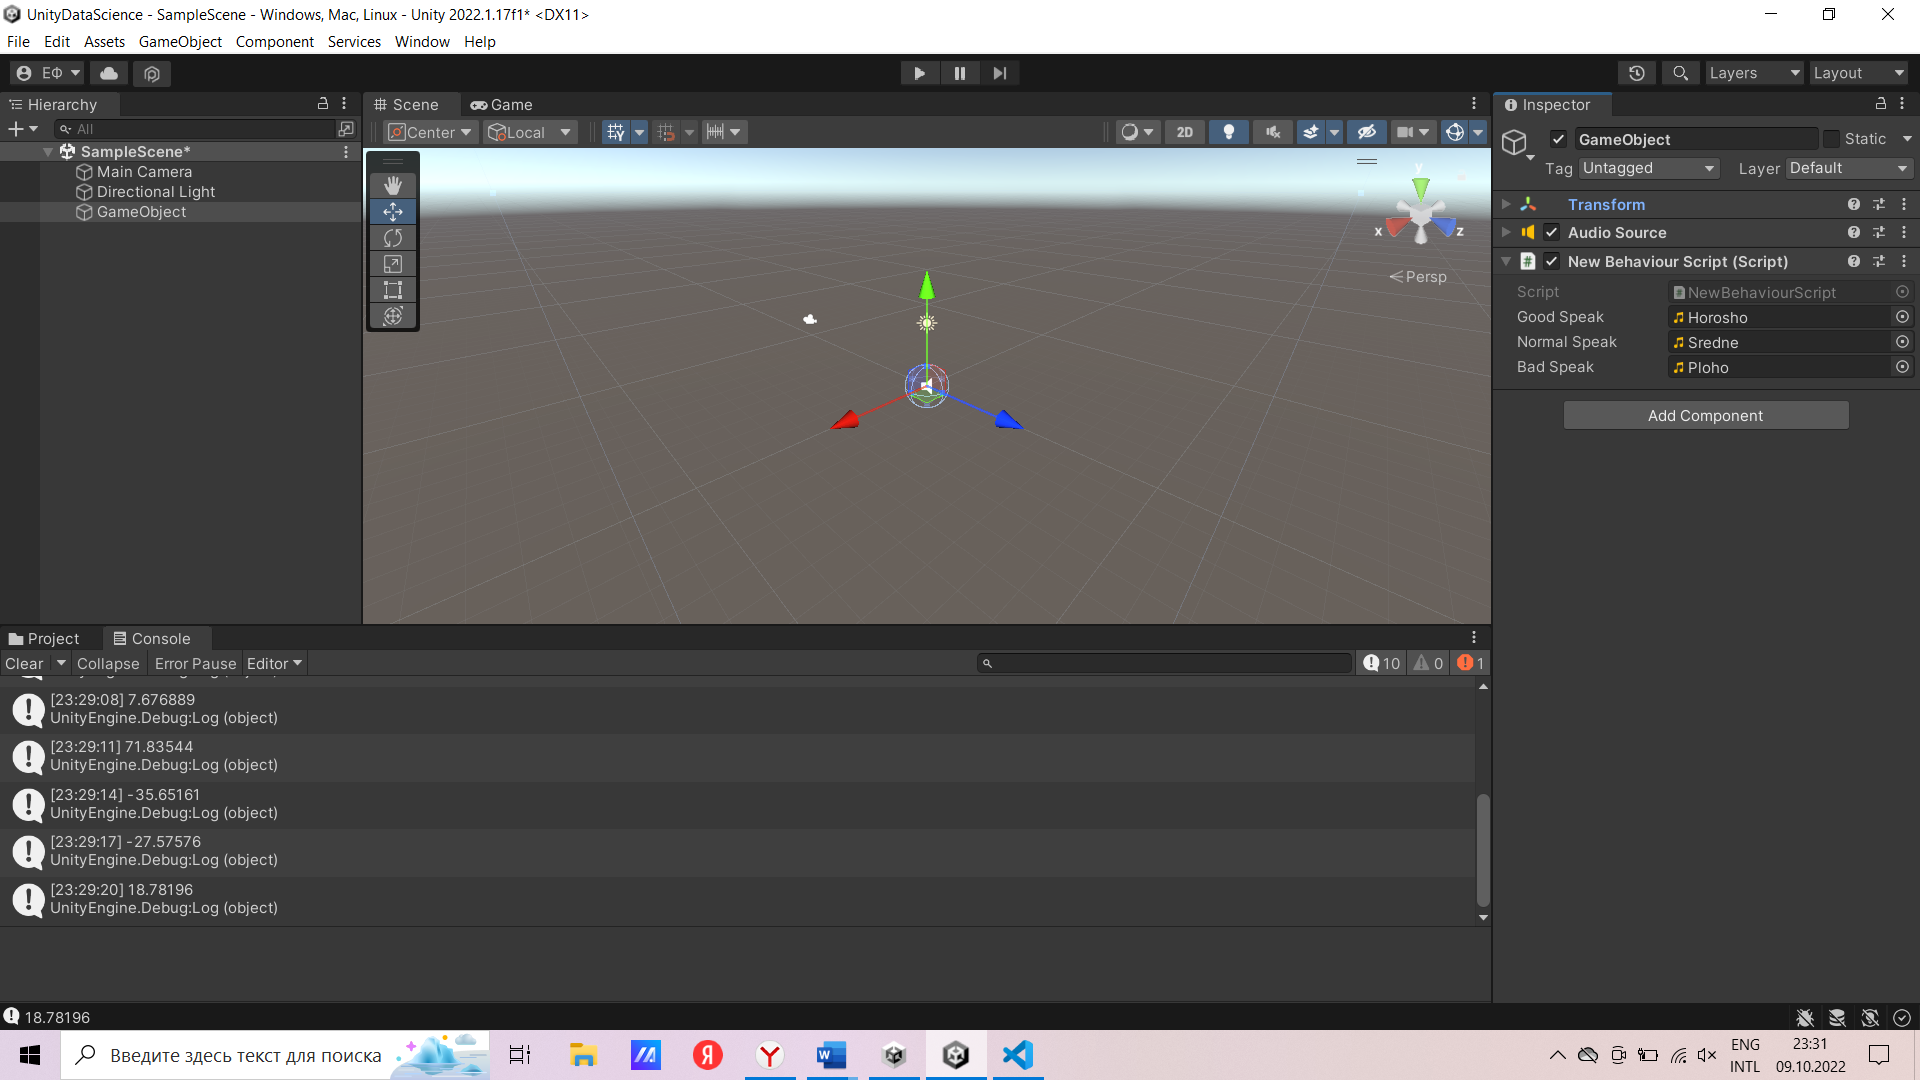 UnityDataScience - SampleScene - Windows, Mac, Linux - Unity 2022.1.17f1* <DX11>
File Edit Assets GameObject Component Services Window Help
ЕФ
Layers
Layout
Hierarchy
All
SampleScene*
Main Camera
Directional Light
GameObject
Scene
Game
Center
Local
2D
y
x
z
Persp
Inspector
GameObject
Static
Tag
Untagged
Layer
Default
Transform
Audio Source
New Behaviour Script (Script)
Script
NewBehaviourScript
Good Speak
Horosho
Normal Speak
Sredne
Bad Speak
Ploho
Add Component
Project
Console
Clear
Collapse
Error Pause
Editor
10
0
1
[23:29:08] 7.676889
UnityEngine.Debug:Log (object)
[23:29:11] 71.83544
UnityEngine.Debug:Log (object)
[23:29:14] -35.65161
UnityEngine.Debug:Log (object)
[23:29:17] -27.57576
UnityEngine.Debug:Log (object)
[23:29:20] 18.78196
UnityEngine.Debug:Log (object)
18.78196
Введите здесь текст для поиска
Я
Y
W
ENG
INTL
23:31
09.10.2022